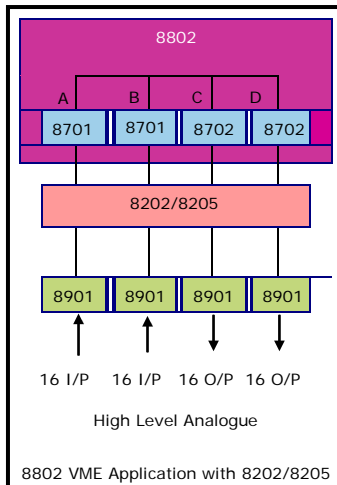 8802
A B C D
8701 8701 8702 8702
8202/8205
8901 8901 8901 8901
16 I/P 16 I/P 16 O/P 16 O/P
High Level Analogue
8802 VME Application with 8202/8205